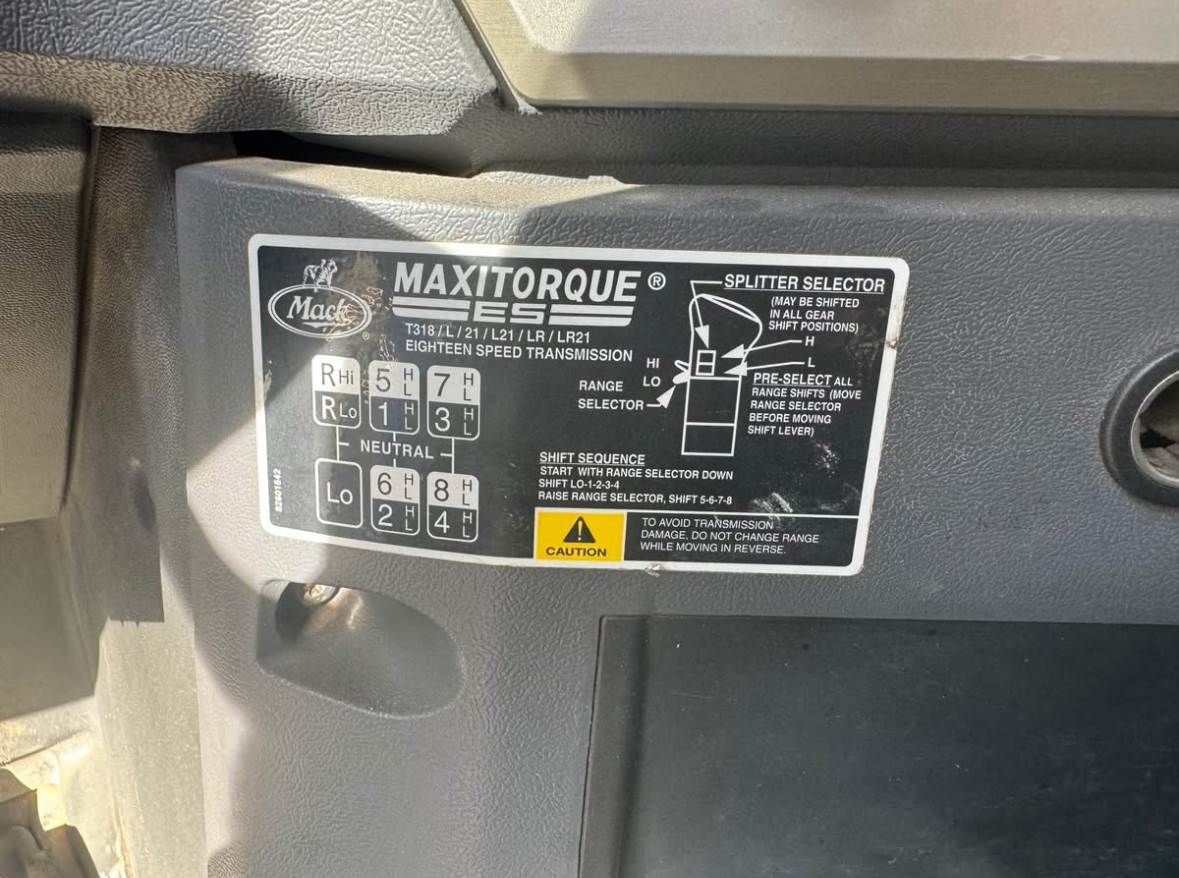 Mack ®
MAXITORQUE ®
ES
T318 / L / 21 / L21 / LR / LR21
EIGHTEEN SPEED TRANSMISSION
RHi 5 H L 7 H L
RLo 1 H L 3 H L
NEUTRAL
Lo 6 H L 8 H L
2 H L 4 H L
SPLITTER SELECTOR
(MAY BE SHIFTED
IN ALL GEAR
SHIFT POSITIONS)
H
L
HI
LO
RANGE
SELECTOR
PRE-SELECT ALL
RANGE SHIFTS (MOVE
RANGE SELECTOR
BEFORE MOVING
SHIFT LEVER)
SHIFT SEQUENCE
START WITH RANGE SELECTOR DOWN
SHIFT LO-1-2-3-4
RAISE RANGE SELECTOR, SHIFT 5-6-7-8
CAUTION
TO AVOID TRANSMISSION
DAMAGE, DO NOT CHANGE RANGE
WHILE MOVING IN REVERSE.